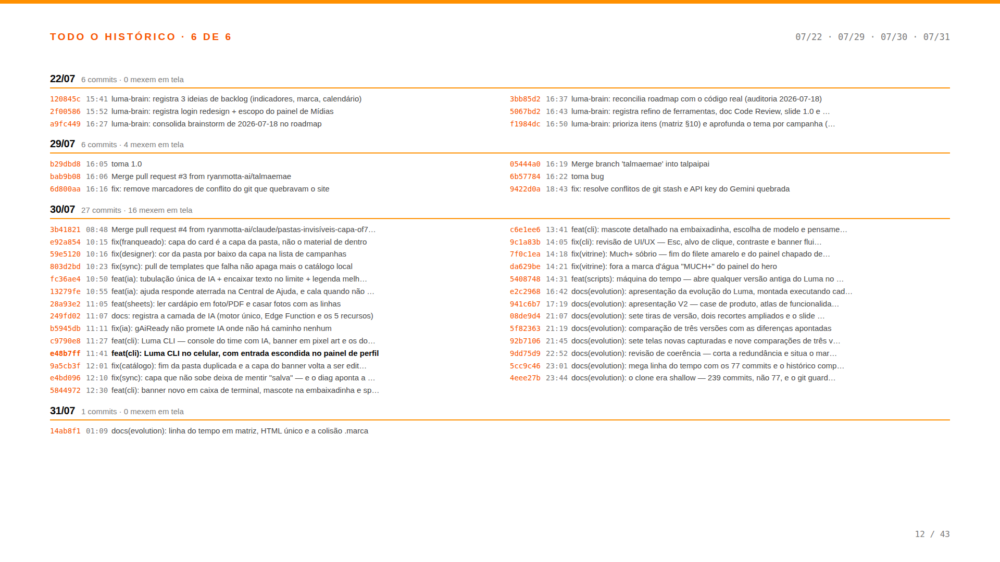 TODO O HISTÓRICO · 6 DE 6
07/22 · 07/29 · 07/30 · 07/31
22/07 6 commits · 0 mexem em tela
120845c 15:41 luma-brain: registra 3 ideias de backlog (indicadores, marca, calendário)
2f00586 15:52 luma-brain: registra login redesign + escopo do painel de Mídias
a9fc449 16:27 luma-brain: consolida brainstorm de 2026-07-18 no roadmap
3bb85d2 16:37 luma-brain: reconcilia roadmap com o código real (auditoria 2026-07-18)
5067bd2 16:43 luma-brain: registra refino de ferramentas, doc Code Review, slide 1.0 e …
f1984dc 16:50 luma-brain: prioriza itens (matriz §10) e aprofunda o tema por campanha (…
29/07 6 commits · 4 mexem em tela
b29dbd8 16:05 toma 1.0
bab9b08 16:06 Merge pull request #3 from ryanmotta-ai/talmaemae
6d800aa 16:16 fix: remove marcadores de conflito do git que quebravam o site
05444a0 16:19 Merge branch 'talmaemae' into talpaipai
6b57784 16:22 toma bug
9422d0a 18:43 fix: resolve conflitos de git stash e API key do Gemini quebrada
30/07 27 commits · 16 mexem em tela
3b41821 08:48 Merge pull request #4 from ryanmotta-ai/claude/pastas-invisíveis-capa-of7…
e92a854 10:15 fix(franqueado): capa do card é a capa da pasta, não o material de dentro
59e5120 10:16 fix(designer): cor da pasta por baixo da capa na lista de campanhas
803d2bd 10:23 fix(sync): pull de templates que falha não apaga mais o catálogo local
fc36ae4 10:50 feat(ia): tubulação única de IA + encaixar texto no limite + legenda melh…
13279fe 10:55 feat(ia): ajuda responde aterrada na Central de Ajuda, e cala quando não …
28a93e2 11:05 feat(sheets): ler cardápio em foto/PDF e casar fotos com as linhas
249fd02 11:07 docs: registra a camada de IA (motor único, Edge Function e os 5 recursos)
b5945db 11:11 fix(ia): gAiReady não promete IA onde não há caminho nenhum
c9790e8 11:27 feat(cli): Luma CLI — console do time com IA, banner em pixel art e os do…
e48b7ff 11:41 feat(cli): Luma CLI no celular, com entrada escondida no painel de perfil
9a5cb3f 12:01 fix(catálogo): fim da pasta duplicada e a capa do banner volta a ser edit…
e4bd096 12:10 fix(sync): capa que não sobe deixa de mentir "salva" — e o diag aponta a …
5844972 12:30 feat(cli): banner novo em caixa de terminal, mascote na embaixadinha e sp…
c6e1ee6 13:41 feat(cli): mascote detalhado na embaixadinha, escolha de modelo e pensame…
9c1a83b 14:05 fix(cli): revisão de UI/UX — Esc, alvo de clique, contraste e banner flui…
7f0c1ea 14:18 fix(vitrine): Much+ sóbrio — fim do filete amarelo e do painel chapado de…
da629be 14:21 fix(vitrine): fora a marca d'água "MUCH+" do painel do hero
5408748 14:31 feat(scripts): máquina do tempo — abre qualquer versão antiga do Luma no …
e2c2968 16:42 docs(evolution): apresentação da evolução do Luma, montada executando cad…
941c6b7 17:19 docs(evolution): apresentação V2 — case de produto, atlas de funcionalida…
08de9d4 21:07 docs(evolution): sete tiras de versão, dois recortes ampliados e o slide …
5f82363 21:19 docs(evolution): comparação de três versões com as diferenças apontadas
92b7106 21:45 docs(evolution): sete telas novas capturadas e nove comparações de três v…
9dd75d9 22:52 docs(evolution): revisão de coerência — corta a redundância e situa o mar…
5cc9c46 23:01 docs(evolution): mega linha do tempo com os 77 commits e o histórico comp…
4eee27b 23:44 docs(evolution): o clone era shallow — 239 commits, não 77, e o git guard…
31/07 1 commits · 0 mexem em tela
14ab8f1 01:09 docs(evolution): linha do tempo em matriz, HTML único e a colisão .marca
12 / 43